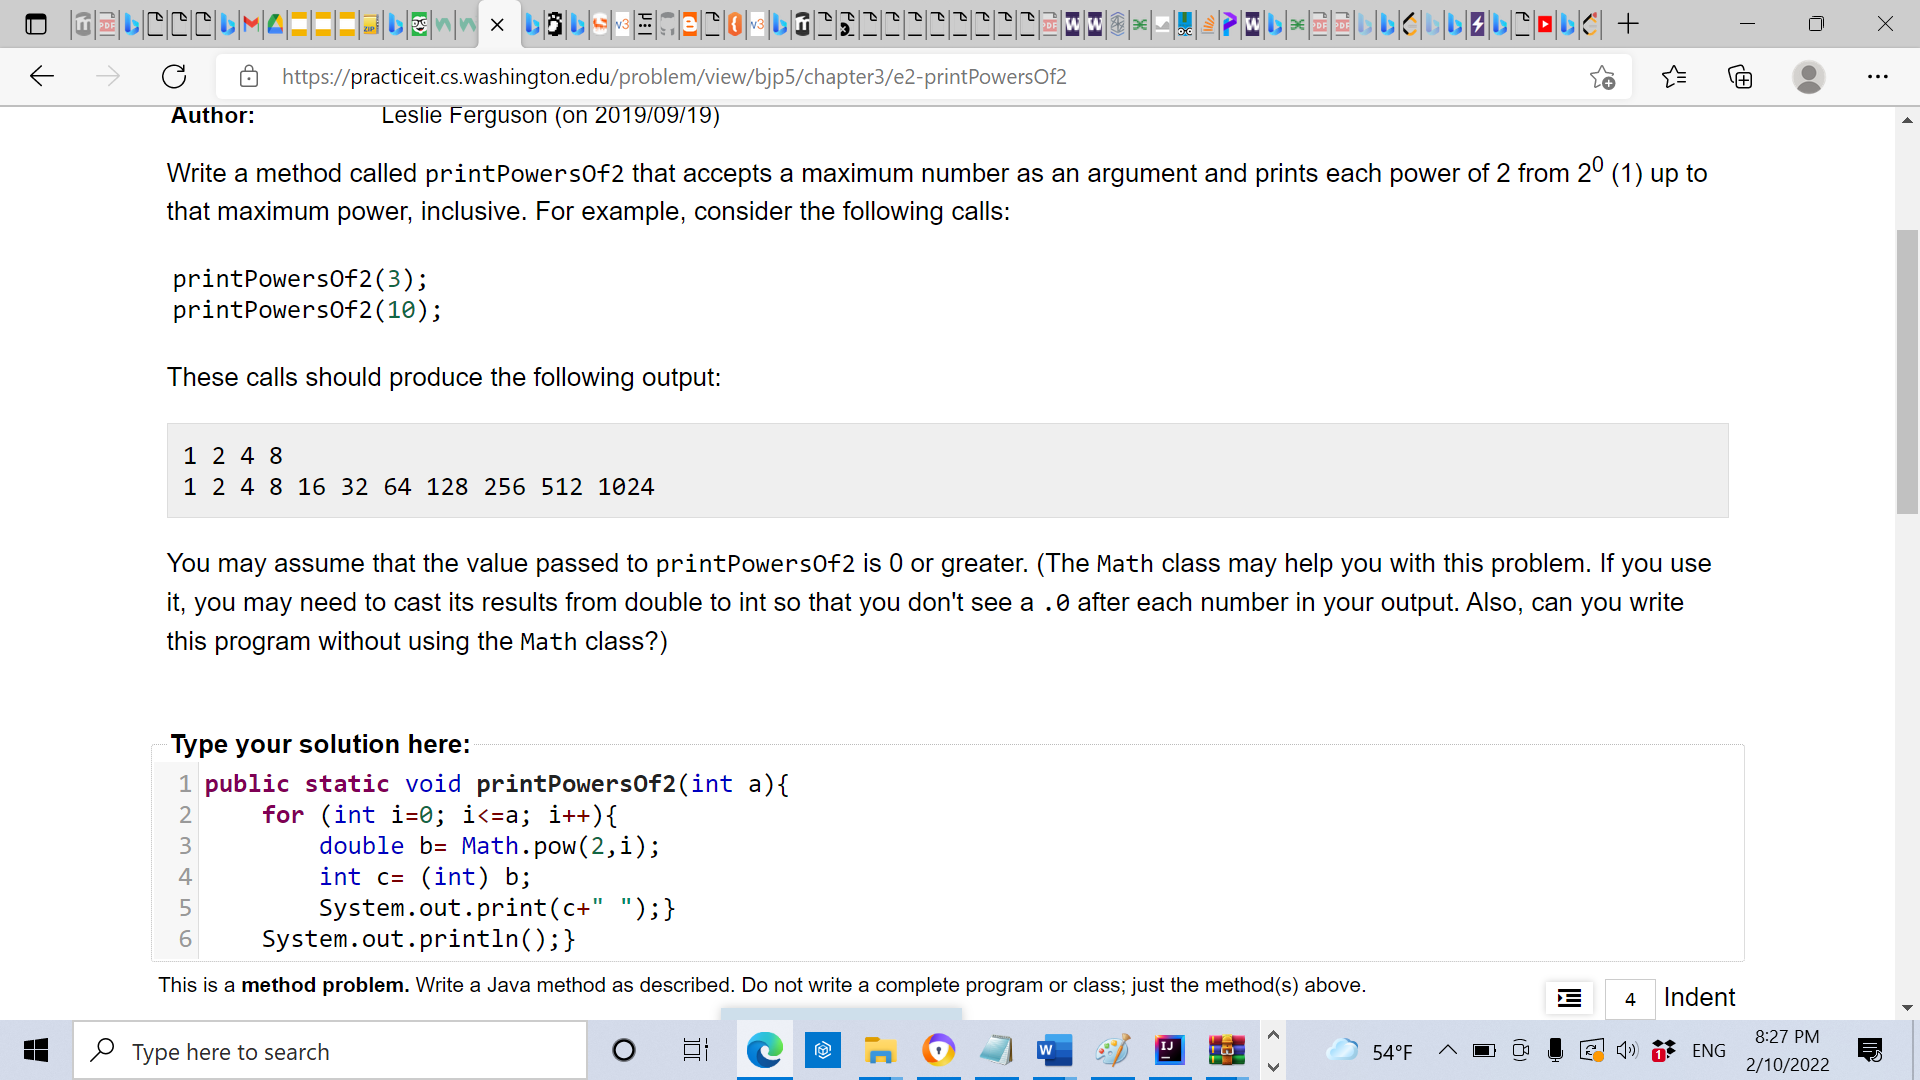 https://practiceit.cs.washington.edu/problem/view/bjp5/chapter3/e2-printPowersOf2
Author: Leslie Ferguson (on 2019/09/19)
Write a method called printPowersOf2 that accepts a maximum number as an argument and prints each power of 2 from 2⁰ (1) up to
that maximum power, inclusive. For example, consider the following calls:
printPowersOf2(3);
printPowersOf2(10);
These calls should produce the following output:
1 2 4 8
1 2 4 8 16 32 64 128 256 512 1024
You may assume that the value passed to printPowersOf2 is 0 or greater. (The Math class may help you with this problem. If you use
it, you may need to cast its results from double to int so that you don't see a .0 after each number in your output. Also, can you write
this program without using the Math class?)
Type your solution here:
1 public static void printPowersOf2(int a){
2 for (int i=0; i<=a; i++){
3 double b= Math.pow(2,i);
4 int c= (int) b;
5 System.out.print(c+" ");}
6 System.out.println();}
This is a method problem. Write a Java method as described. Do not write a complete program or class; just the method(s) above.
4 Indent
Type here to search
54°F
ENG
8:27 PM
2/10/2022